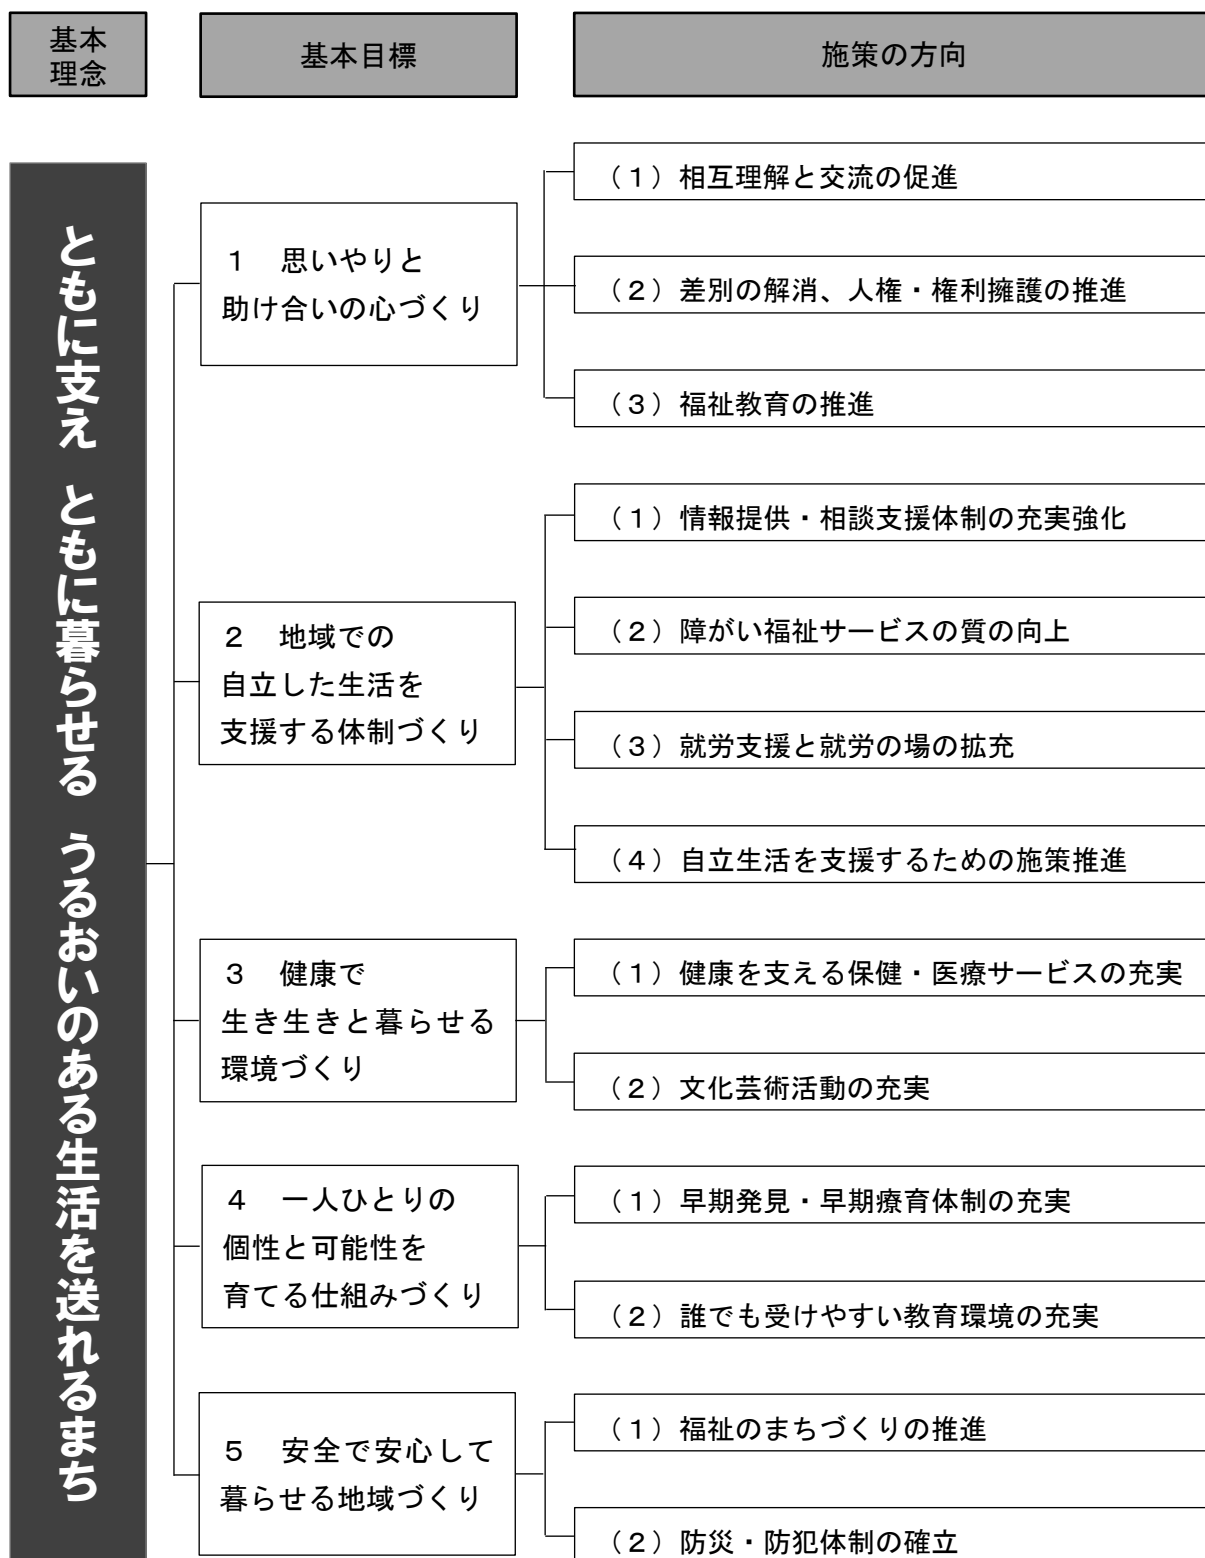 基本
理念
基本目標
施策の方向
ともに支え ともに暮らせる うるおいのある生活を送れるまち
1 思いやりと
助け合いの心づくり
(1)相互理解と交流の促進
(2)差別の解消、人権・権利擁護の推進
(3)福祉教育の推進
2 地域での
自立した生活を
支援する体制づくり
(1)情報提供・相談支援体制の充実強化
(2)障がい福祉サービスの質の向上
(3)就労支援と就労の場の拡充
(4)自立生活を支援するための施策推進
3 健康で
生き生きと暮らせる
環境づくり
(1)健康を支える保健・医療サービスの充実
(2)文化芸術活動の充実
4 一人ひとりの
個性と可能性を
育てる仕組みづくり
(1)早期発見・早期療育体制の充実
(2)誰でも受けやすい教育環境の充実
5 安全で安心して
暮らせる地域づくり
(1)福祉のまちづくりの推進
(2)防災・防犯体制の確立